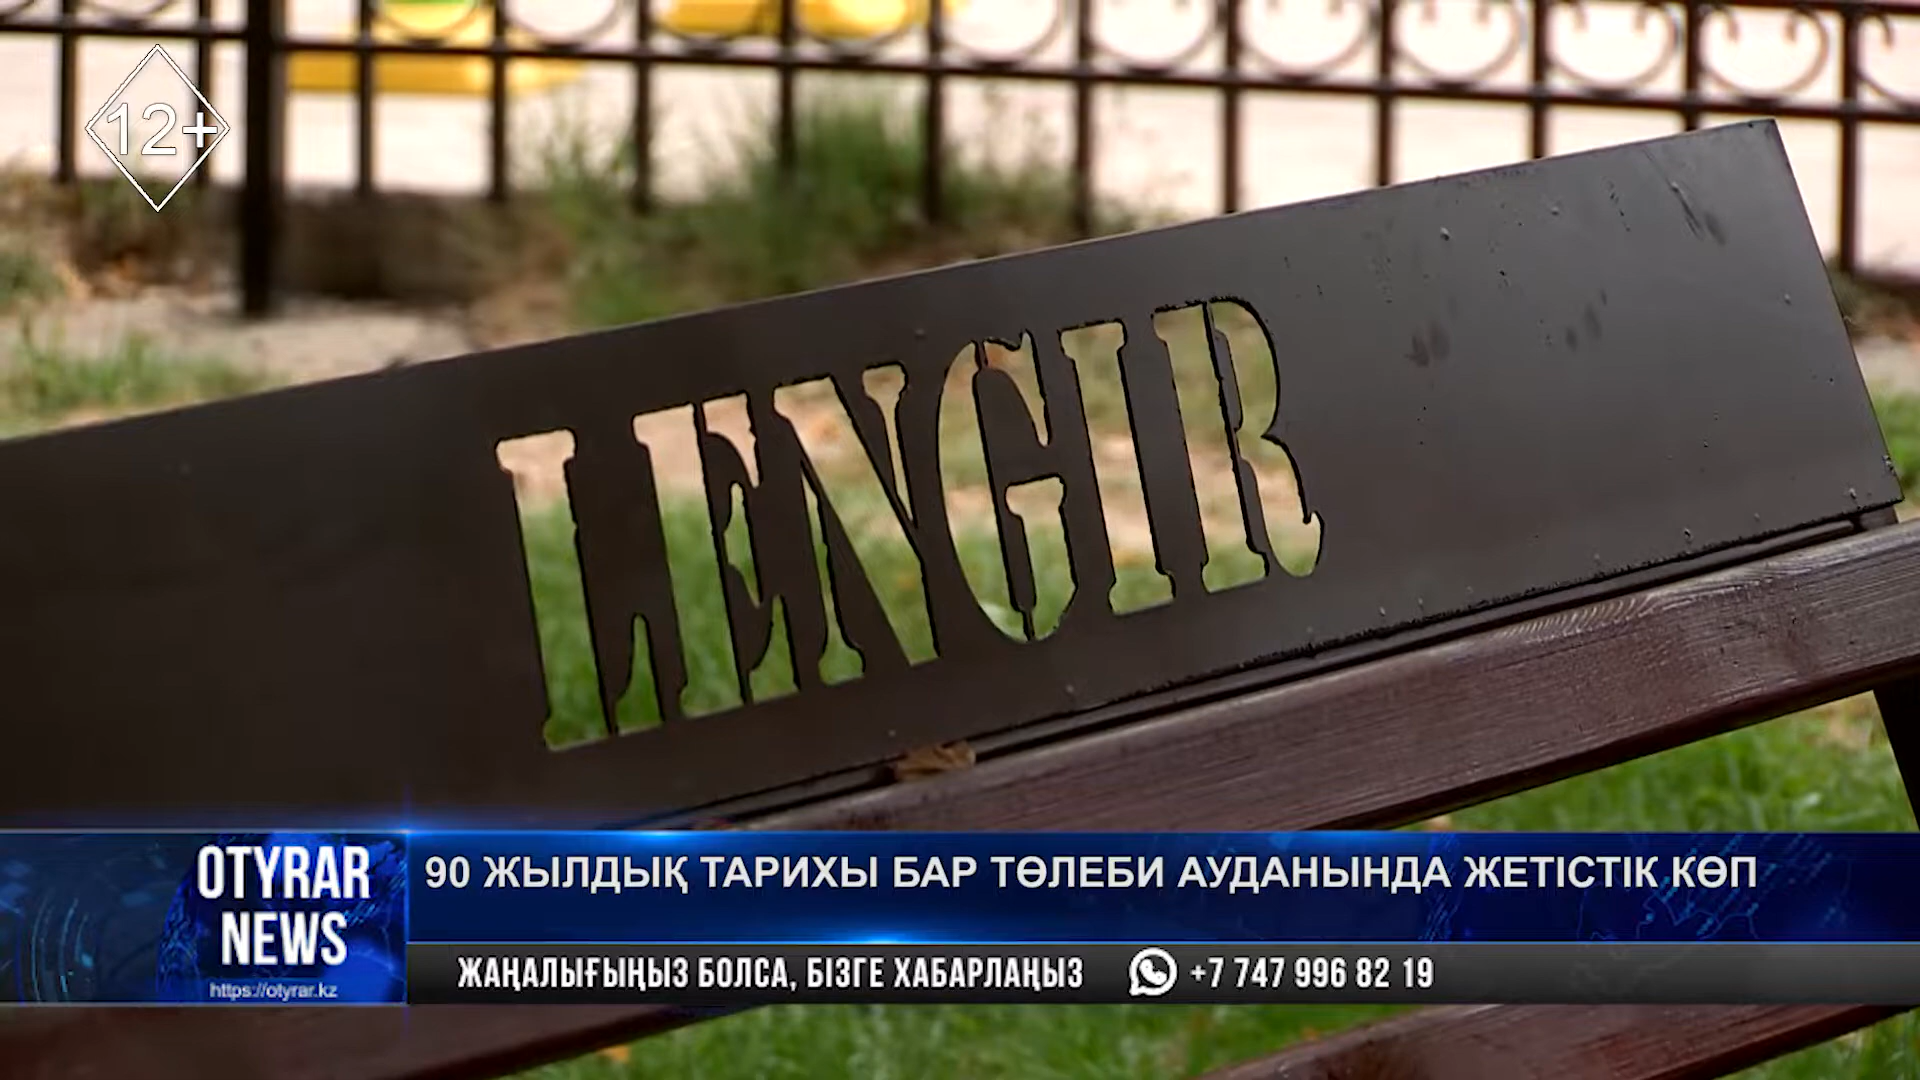 12+
LENGIR
OTYRAR
NEWS
https://otyrar.kz
90 ЖЫЛДЫҚ ТАРИХЫ БАР ТӨЛЕБИ АУДАНЫНДА ЖЕТІСТІК КӨП
ЖАҢАЛЫҒЫҢЫЗ БОЛСА, БІЗГЕ ХАБАРЛАҢЫЗ +7 747 996 82 19